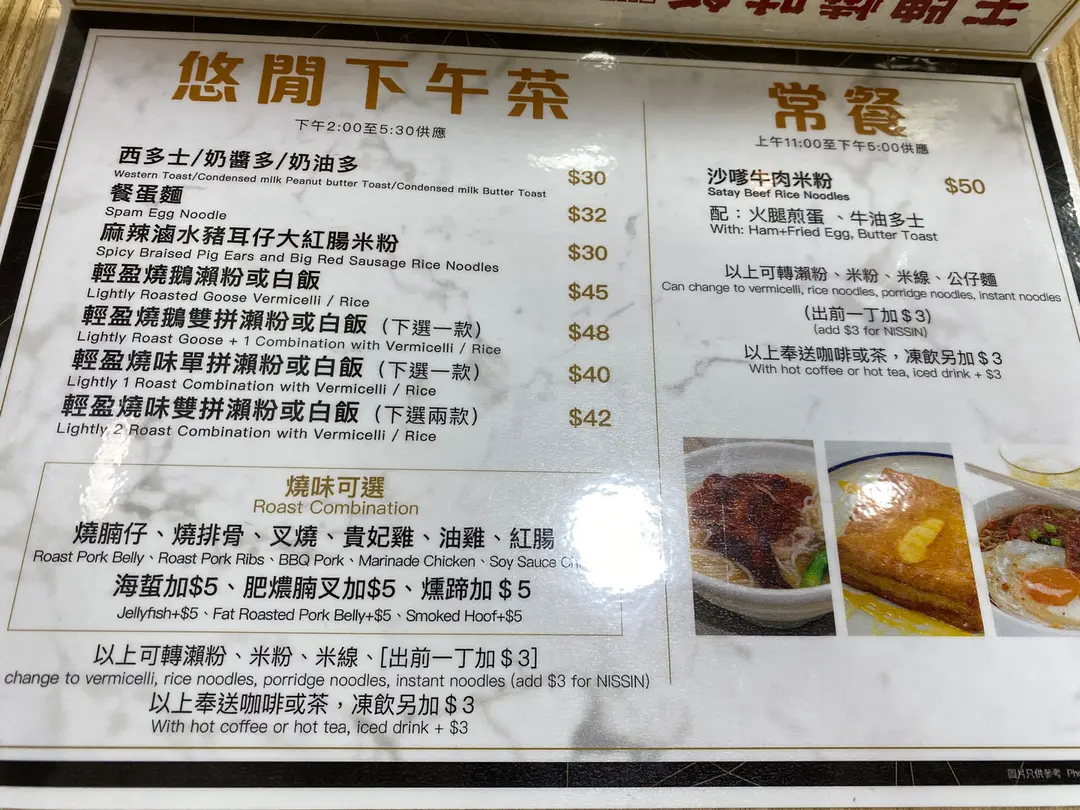 王牌燒味飯
悠閒下午茶
下午2:00至5:30供應
西多士/奶醬多/奶油多 $30
Western Toast/Condensed milk Peanut butter Toast/Condensed milk Butter Toast
餐蛋麵 $32
Spam Egg Noodle
麻辣滷水豬耳仔大紅腸米粉 $30
Spicy Braised Pig Ears and Big Red Sausage Rice Noodles
輕盈燒鵝瀨粉或白飯 $45
Lightly Roasted Goose Vermicelli / Rice
輕盈燒鵝雙拼瀨粉或白飯 (下選一款) $48
Lightly Roast Goose + 1 Combination with Vermicelli / Rice
輕盈燒味單拼瀨粉或白飯 (下選一款) $40
Lightly 1 Roast Combination with Vermicelli / Rice
輕盈燒味雙拼瀨粉或白飯 (下選兩款) $42
Lightly 2 Roast Combination with Vermicelli / Rice
燒味可選
Roast Combination
燒腩仔、燒排骨、叉燒、貴妃雞、油雞、紅腸
Roast Pork Belly、Roast Pork Ribs、BBQ Pork、Marinade Chicken、Soy Sauce
海蜇加$5、肥燶腩叉加$5、燻蹄加$5
Jellyfish+$5、Fat Roasted Pork Belly+$5、Smoked Hoof+$5
以上可轉瀨粉、米粉、米線、[出前一丁加$3]
change to vermicelli, rice noodles, porridge noodles, instant noodles (add $3 for NISSIN)
以上奉送咖啡或茶,凍飲另加$3
With hot coffee or hot tea, iced drink + $3
常餐
上午11:00至下午5:00供應
沙嗲牛肉米粉 $50
Satay Beef Rice Noodles
配:火腿煎蛋、牛油多士
With: Ham+Fried Egg, Butter Toast
以上可轉瀨粉、米粉、米線、公仔麵
Can change to vermicelli, rice noodles, porridge noodles, instant noodles
(出前一丁加$3)
(add $3 for NISSIN)
以上奉送咖啡或茶,凍飲另加$3
With hot coffee or hot tea, iced drink + $3
圖片只供參考